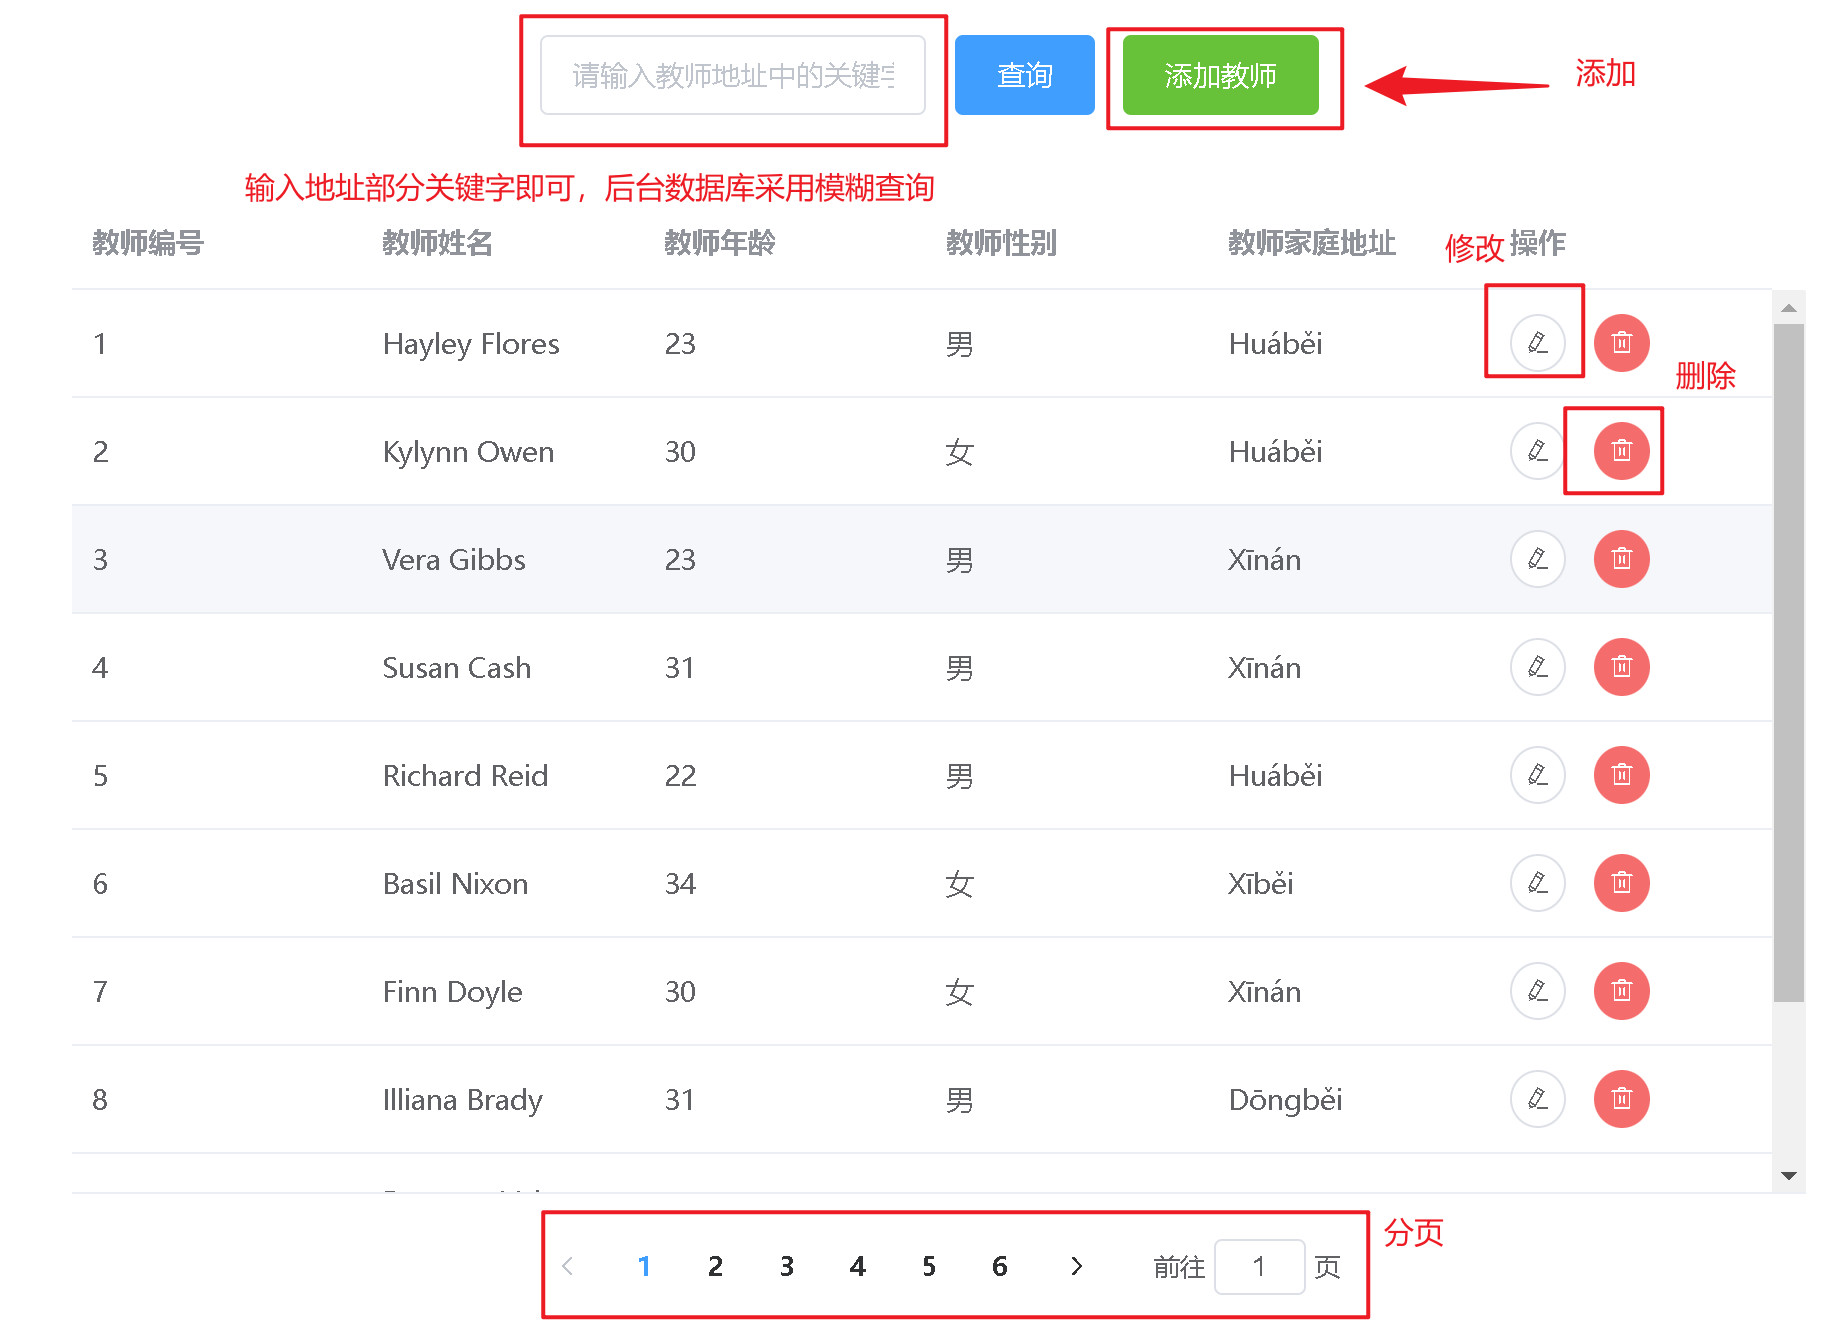 请输入教师地址中的关键字
查询
添加教师
添加
输入地址部分关键字即可，后台数据库采用模糊查询
教师编号 教师姓名 教师年龄 教师性别 教师家庭地址 修改 操作
1 Hayley Flores 23 男 Huáběi
删除
2 Kylynn Owen 30 女 Huáběi
3 Vera Gibbs 23 男 Xīnán
4 Susan Cash 31 男 Xīnán
5 Richard Reid 22 男 Huáběi
6 Basil Nixon 34 女 Xīběi
7 Finn Doyle 30 女 Xīnán
8 Illiana Brady 31 男 Dōngběi
分页
1 2 3 4 5 6 前往 1 页